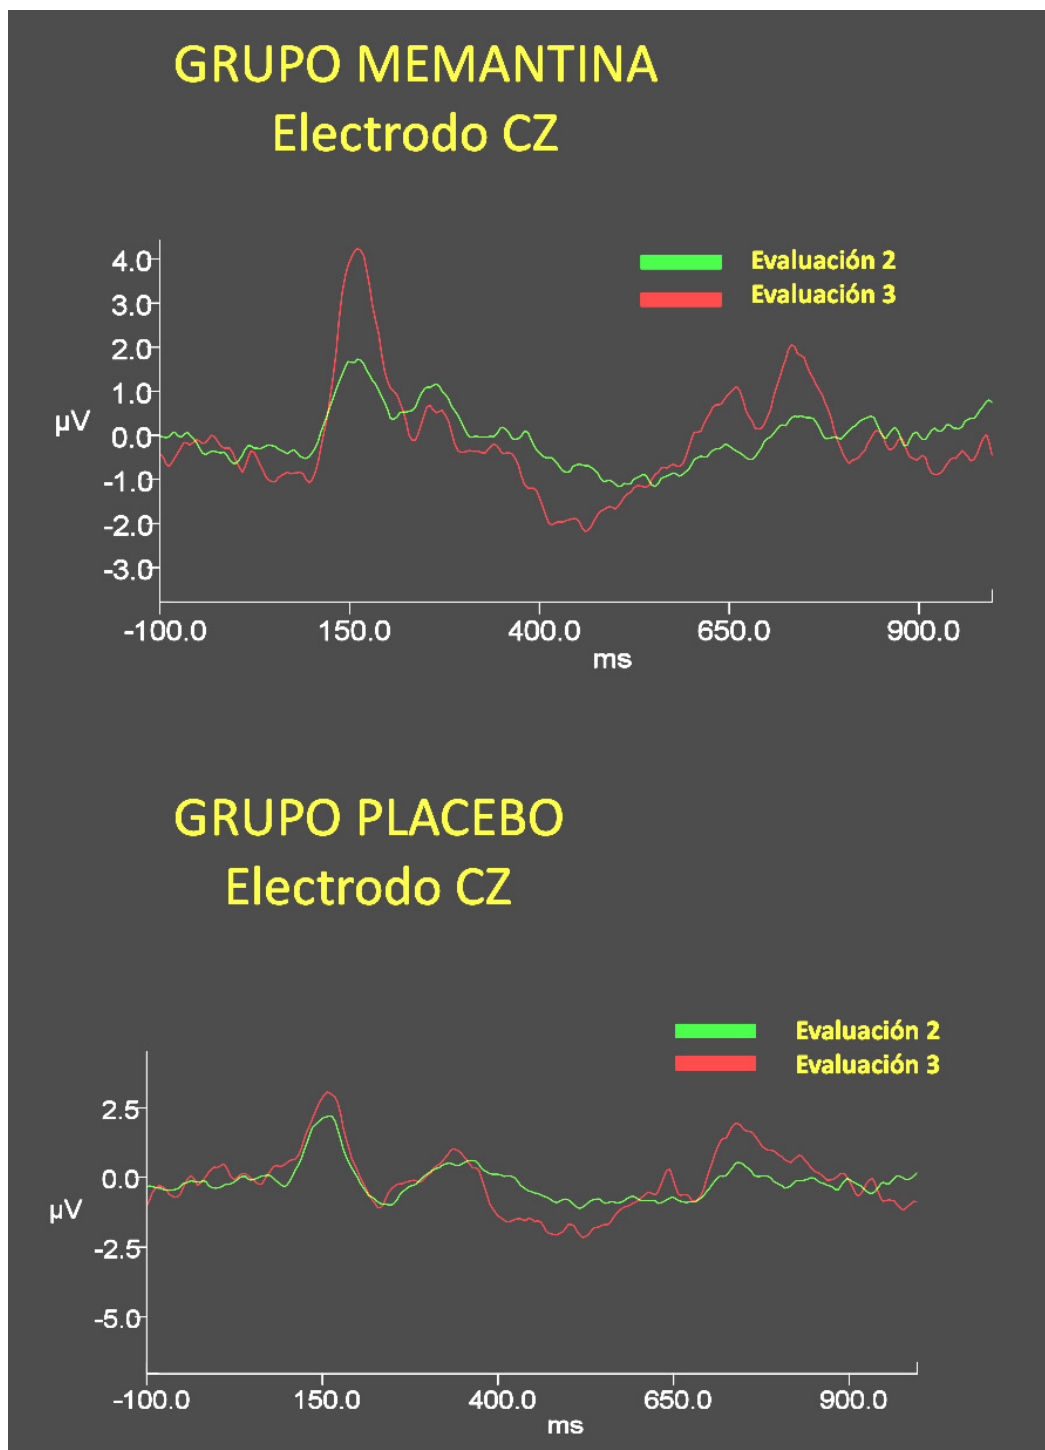 GRUPO MEMANTINA
Electrodo CZ
4.0
3.0
2.0
1.0
0.0
-1.0
-2.0
-3.0
µV
Evaluación 2
Evaluación 3
-100.0 150.0 400.0 650.0 900.0
ms
GRUPO PLACEBO
Electrodo CZ
Evaluación 2
Evaluación 3
2.5
0.0
µV
-2.5
-5.0
-100.0 150.0 400.0 650.0 900.0
ms